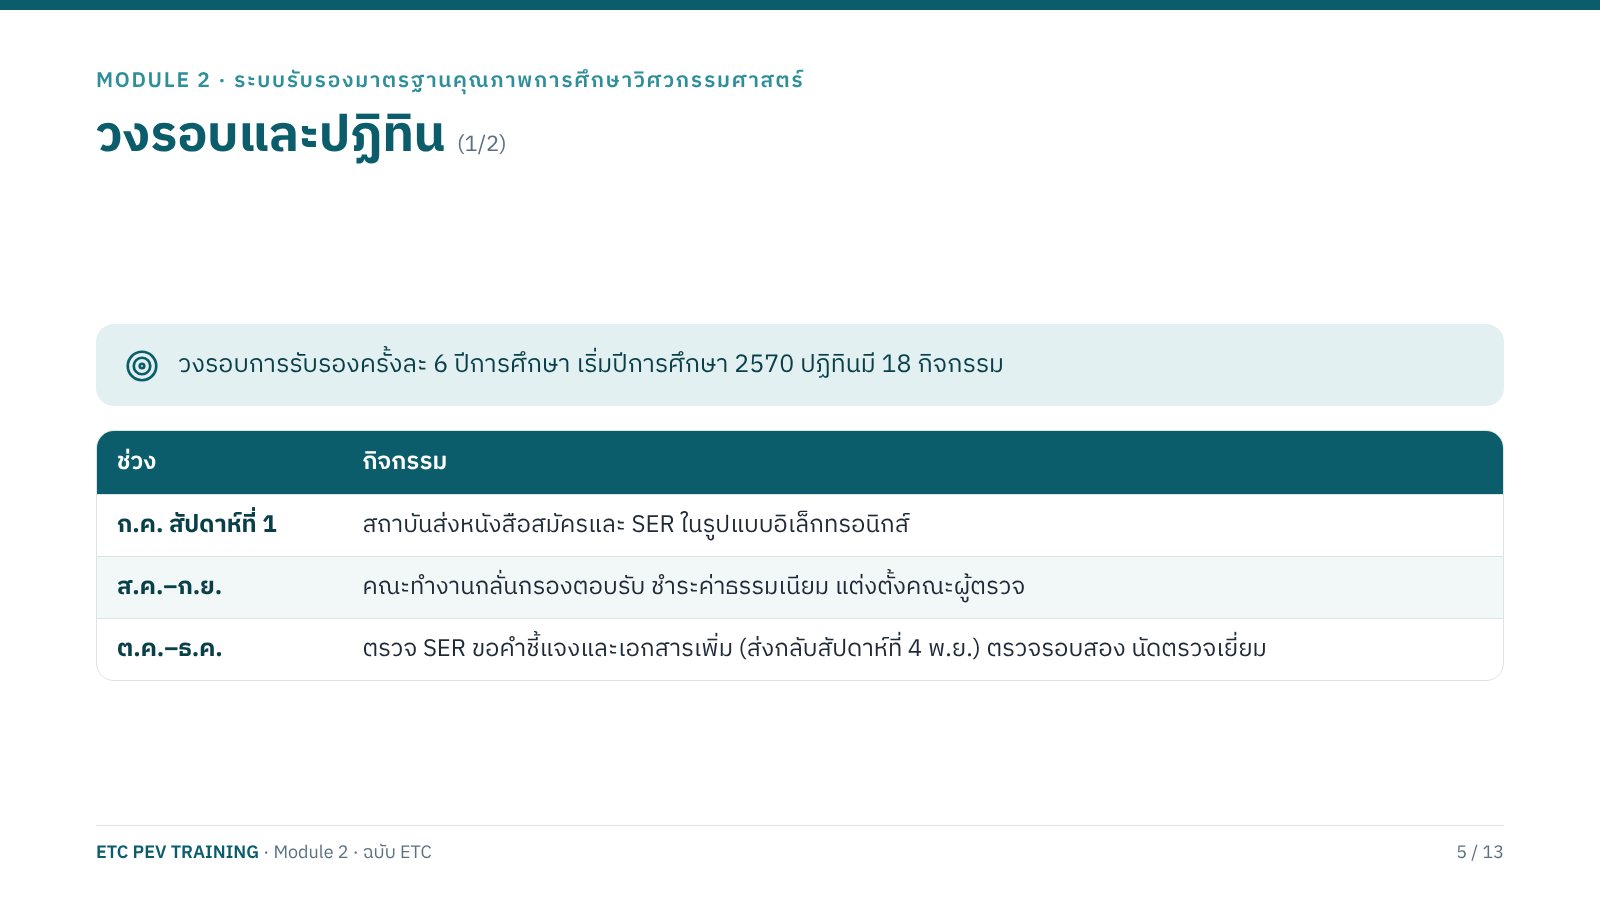 MODULE 2 · ระบบรับรองมาตรฐานคุณภาพการศึกษาวิศวกรรมศาสตร์
วงรอบและปฏิทิน (1/2)
วงรอบการรับรองครั้งละ 6 ปีการศึกษา เริ่มปีการศึกษา 2570 ปฏิทินมี 18 กิจกรรม
ช่วง กิจกรรม
ก.ค. สัปดาห์ที่ 1 สถาบันส่งหนังสือสมัครและ SER ในรูปแบบอิเล็กทรอนิกส์
ส.ค.–ก.ย. คณะทำงานกลั่นกรองตอบรับ ชำระค่าธรรมเนียม แต่งตั้งคณะผู้ตรวจ
ต.ค.–ธ.ค. ตรวจ SER ขอคำชี้แจงและเอกสารเพิ่ม (ส่งกลับสัปดาห์ที่ 4 พ.ย.) ตรวจรอบสอง นัดตรวจเยี่ยม
ETC PEV TRAINING · Module 2 · ฉบับ ETC 5 / 13